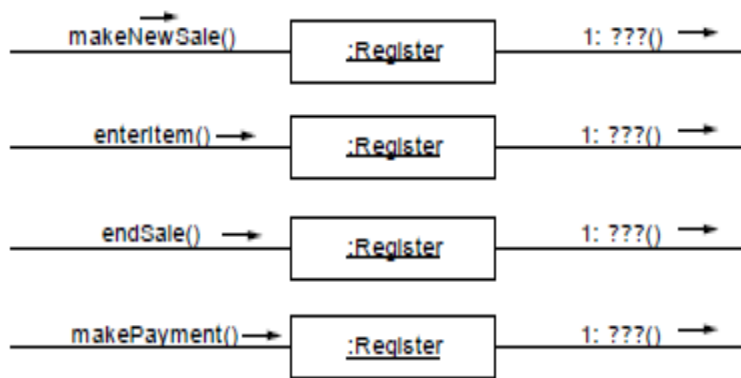 makeNewSale() :Register 1: ???()
enterItem() :Register 1: ???()
endSale() :Register 1: ???()
makePayment() :Register 1: ???()